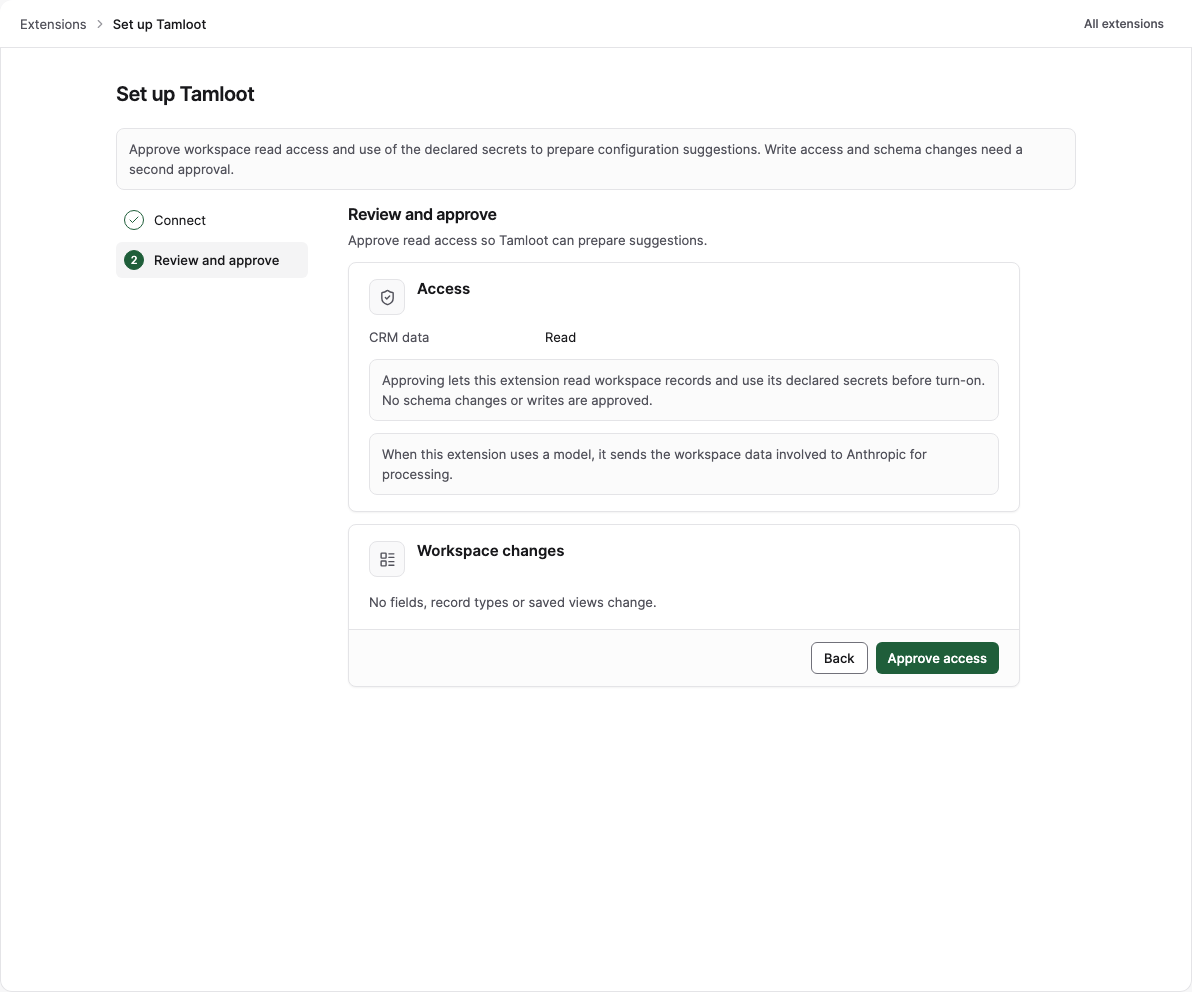 Extensions > Set up Tamloot
All extensions
Set up Tamloot
Approve workspace read access and use of the declared secrets to prepare configuration suggestions. Write access and schema changes need a
second approval.
Connect
2 Review and approve
Review and approve
Approve read access so Tamloot can prepare suggestions.
Access
CRM data Read
Approving lets this extension read workspace records and use its declared secrets before turn-on.
No schema changes or writes are approved.
When this extension uses a model, it sends the workspace data involved to Anthropic for
processing.
Workspace changes
No fields, record types or saved views change.
Back
Approve access